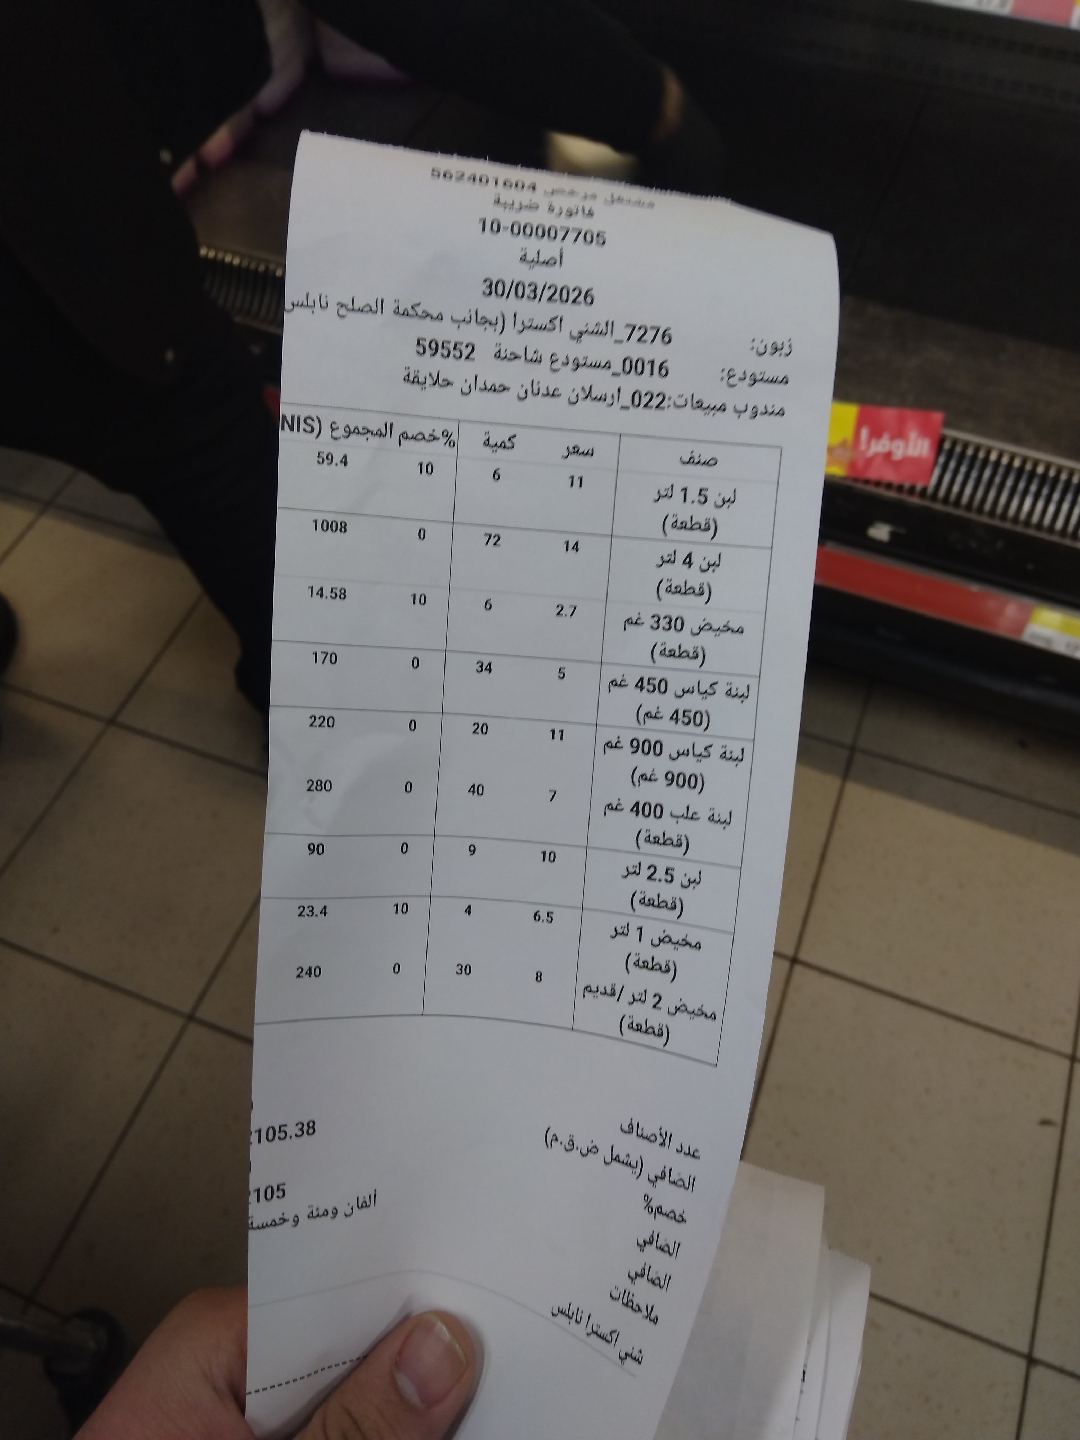 مشتغل مرخص 562401604
فاتورة ضريبة
10-00007705
أصلية
30/03/2026
زبون: 7276_الشني اكسترا (بجانب محكمة الصلح نابلس
مستودع: 0016_مستودع شاحنة 59552
مندوب مبيعات:022_ارسلان عدنان حمدان حلايقة
صنف سعر كمية خصم% المجموع (NIS
لبن 1.5 لتر (قطعة) 11 6 10 59.4
لبن 4 لتر (قطعة) 14 72 0 1008
مخيض 330 غم (قطعة) 2.7 6 10 14.58
لبنة كياس 450 غم (450 غم) 5 34 0 170
لبنة كياس 900 غم (900 غم) 11 20 0 220
لبنة علب 400 غم (قطعة) 7 40 0 280
لبن 2.5 لتر (قطعة) 10 9 0 90
مخيض 1 لتر (قطعة) 6.5 4 10 23.4
مخيض 2 لتر /قديم (قطعة) 8 30 0 240
عدد الأصناف
الصافي (يشمل ض.ق.م) 105.38
خصم%
الصافي 105
الصافي ألفان ومئة وخمسة
ملاحظات
شني اكسترا نابلس
الأوفر!